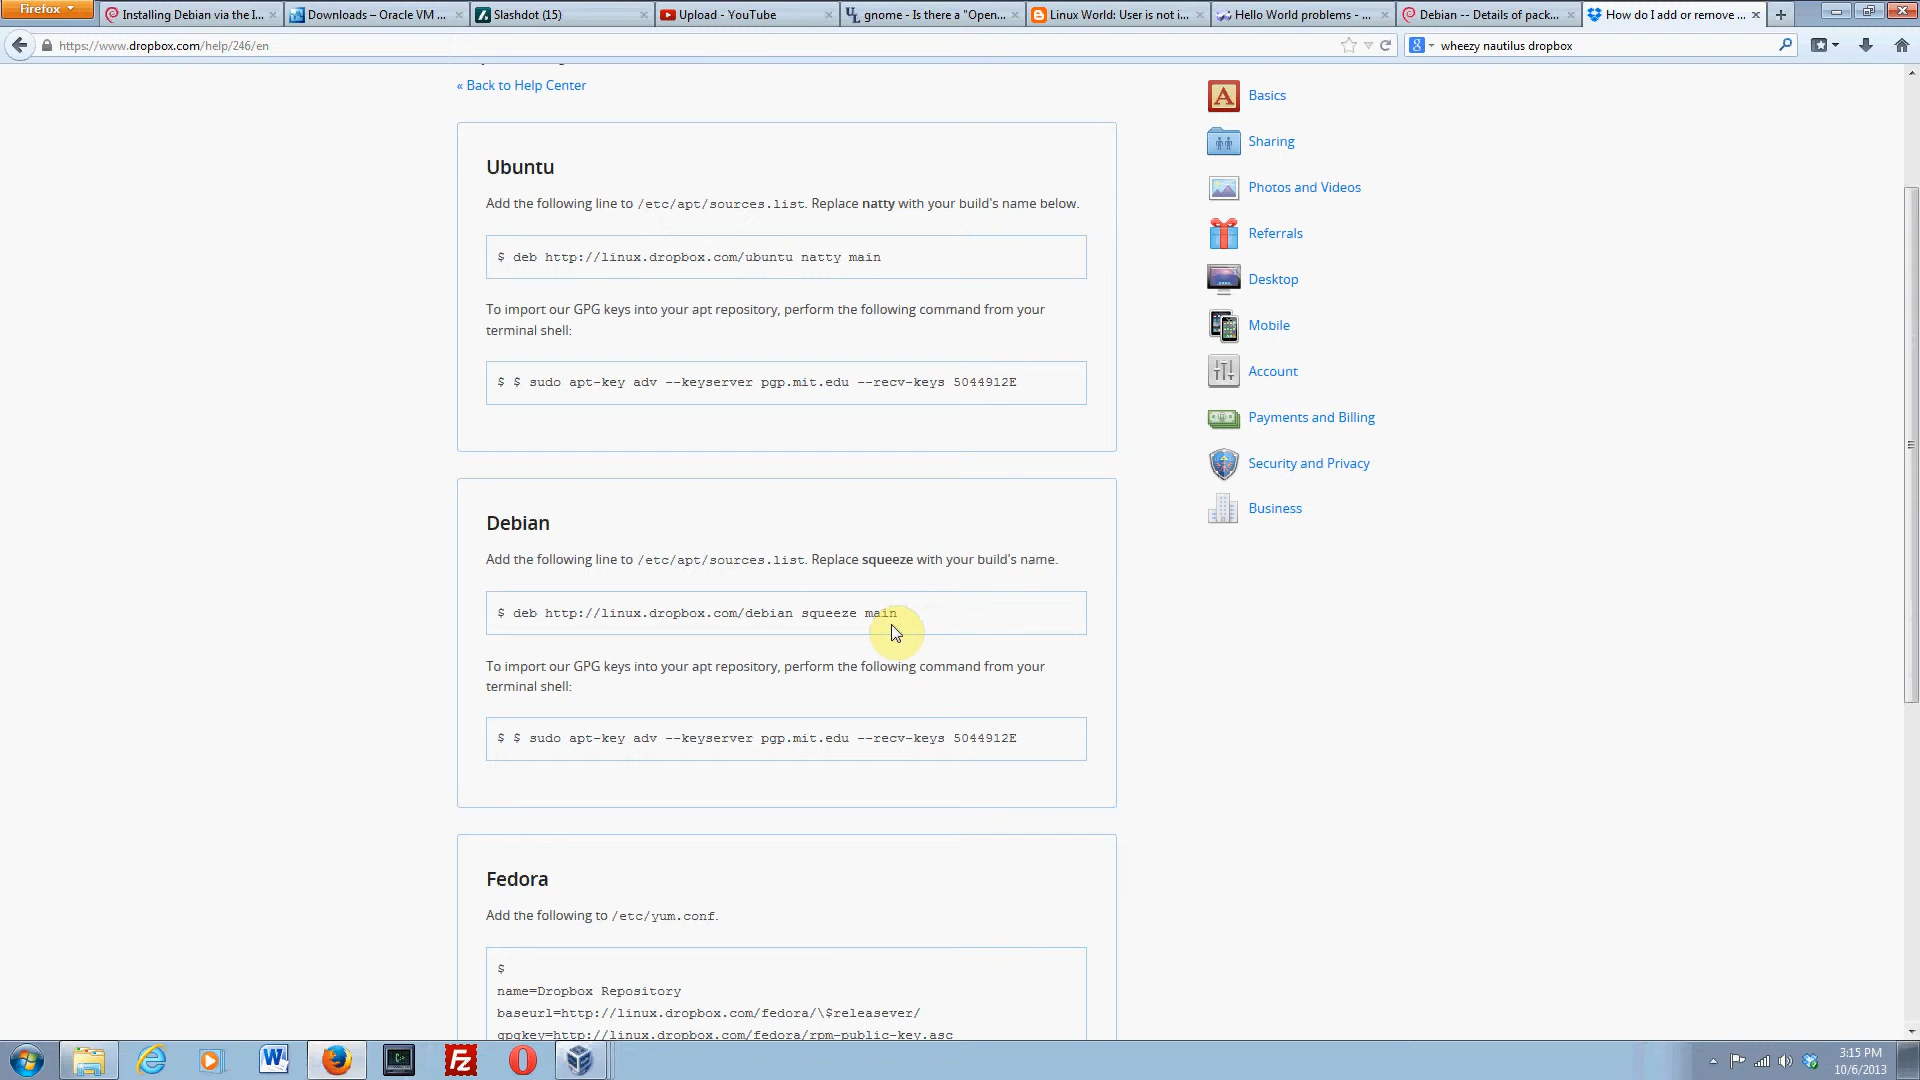 Firefox
Installing Debian via the I...
Downloads – Oracle VM ...
Slashdot (15)
Upload - YouTube
gnome - Is there a "Open...
Linux World: User is not i...
Hello World problems - ...
Debian -- Details of pack...
How do I add or remove ...
https://www.dropbox.com/help/246/en
wheezy nautilus dropbox
« Back to Help Center
Ubuntu
Add the following line to /etc/apt/sources.list. Replace natty with your build's name below.
$ deb http://linux.dropbox.com/ubuntu natty main
To import our GPG keys into your apt repository, perform the following command from your
terminal shell:
$ $ sudo apt-key adv --keyserver pgp.mit.edu --recv-keys 5044912E
Debian
Add the following line to /etc/apt/sources.list. Replace squeeze with your build's name.
$ deb http://linux.dropbox.com/debian squeeze main
To import our GPG keys into your apt repository, perform the following command from your
terminal shell:
$ $ sudo apt-key adv --keyserver pgp.mit.edu --recv-keys 5044912E
Fedora
Add the following to /etc/yum.conf.
$
name=Dropbox Repository
baseurl=http://linux.dropbox.com/fedora/\$releasever/
gpgkey=http://linux.dropbox.com/fedora/rpm-public-key.asc
Basics
Sharing
Photos and Videos
Referrals
Desktop
Mobile
Account
Payments and Billing
Security and Privacy
Business
3:15 PM
10/6/2013